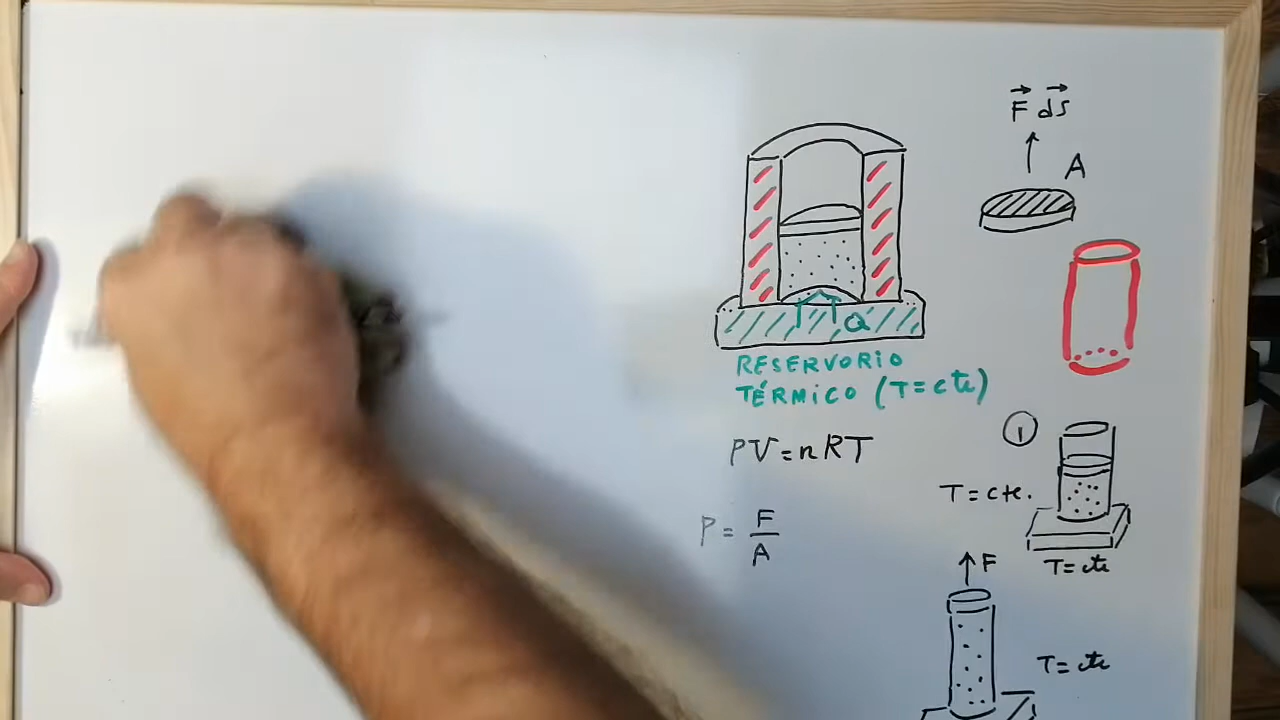 F ds
A
Q
RESERVORIO
TÉRMICO (T=cte)
PV=nRT
1
T=cte.
T=cte
P = F/A
F
T=cte